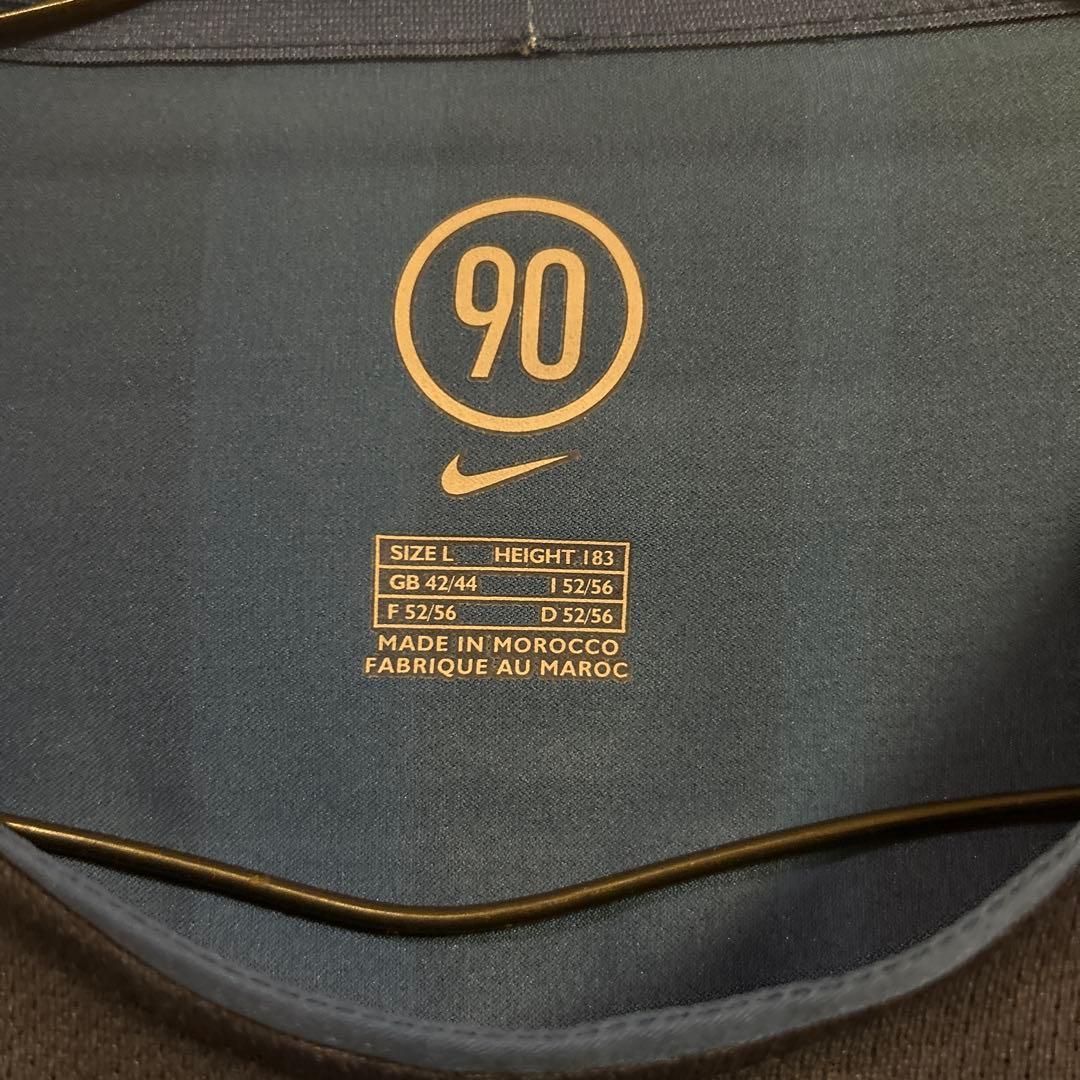 90
SIZE L HEIGHT 183
GB 42/44 I 52/56
F 52/56 D 52/56
MADE IN MOROCCO
FABRIQUE AU MAROC